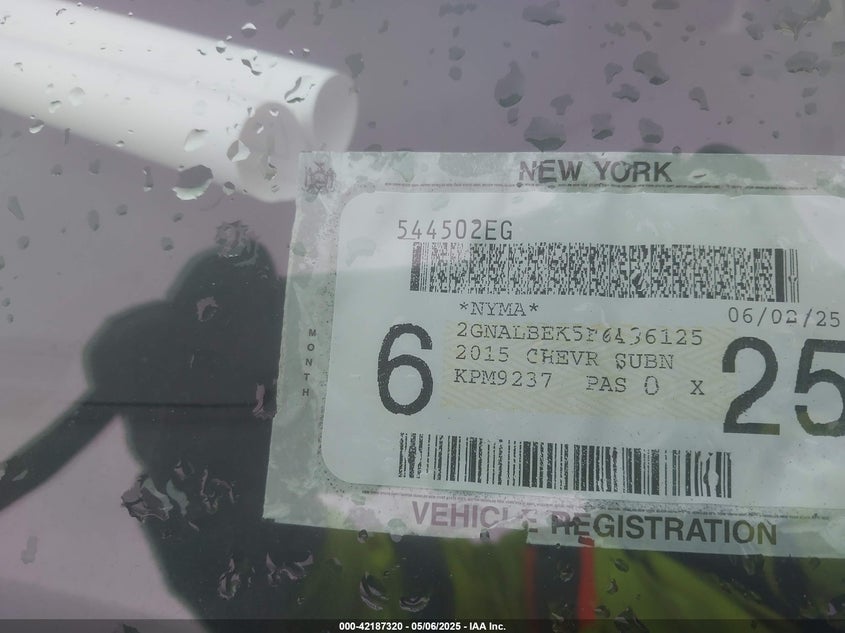 NEW YORK
544502EG
*NYMA*
06/02/25
2GNALBEK5F6436125
2015 CHEVR SUBN
KPM9237 PAS 0 X
MONTH
6
25
VEHICLE REGISTRATION
000-42187320 - 05/06/2025 - IAA Inc.